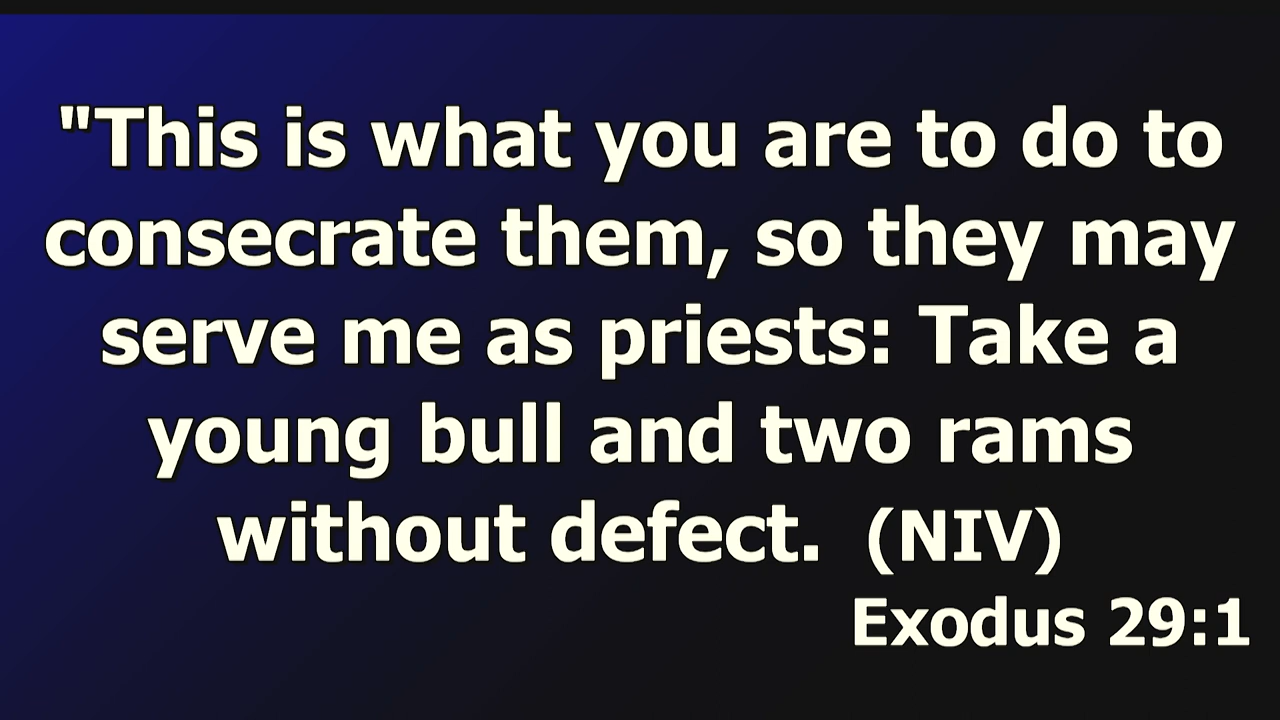 "This is what you are to do to
consecrate them, so they may
serve me as priests: Take a
young bull and two rams
without defect.  (NIV)
Exodus 29:1